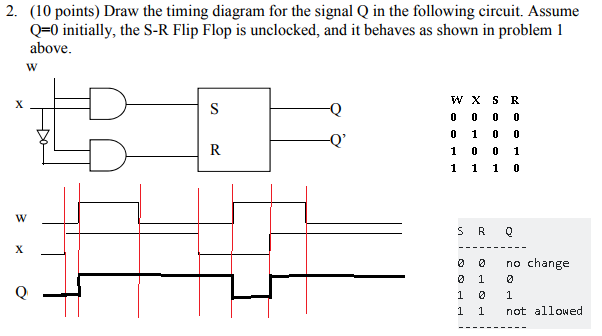 2. (10 points) Draw the timing diagram for the signal Q in the following circuit. Assume
Q=0 initially, the S-R Flip Flop is unclocked, and it behaves as shown in problem 1
above.
W
X
S
Q
R
Q'
W X S R
0 0 0 0
0 1 0 0
1 0 0 1
1 1 1 0
W
X
Q
S R Q
----------
0 0 no change
0 1 0
1 0 1
1 1 not allowed
----------